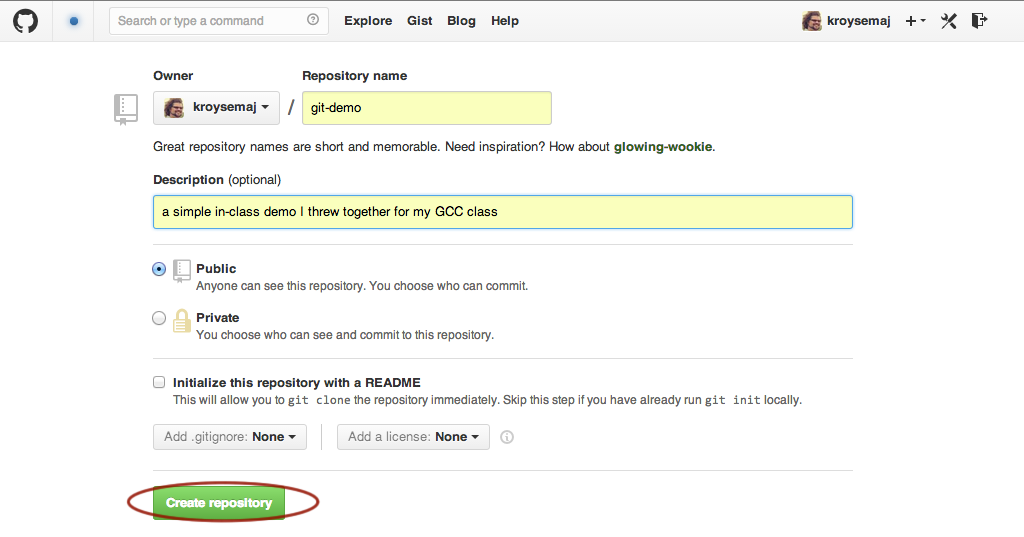 Search or type a command
Explore Gist Blog Help
kroysemaj
Owner
Repository name
kroysemaj / git-demo
Great repository names are short and memorable. Need inspiration? How about glowing-wookie.
Description (optional)
a simple in-class demo I threw together for my GCC class
Public
Anyone can see this repository. You choose who can commit.
Private
You choose who can see and commit to this repository.
Initialize this repository with a README
This will allow you to git clone the repository immediately. Skip this step if you have already run git init locally.
Add .gitignore: None
Add a license: None
Create repository